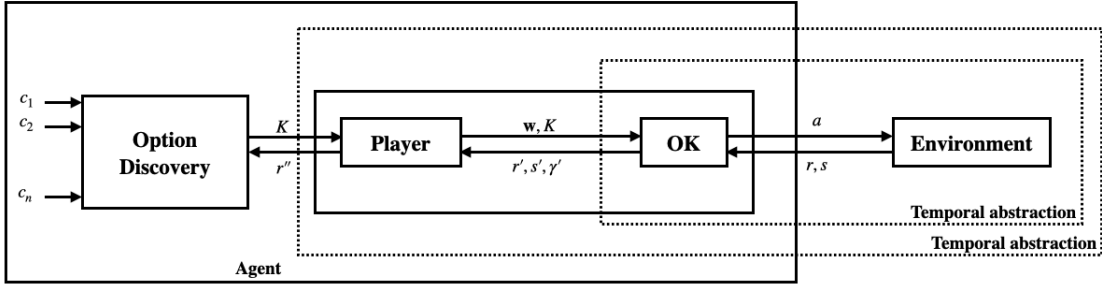 c₁
c₂
cₙ
Option
Discovery
K
r″
Player
w, K
r′, s′, γ′
OK
a
r, s
Environment
Temporal abstraction
Temporal abstraction
Agent